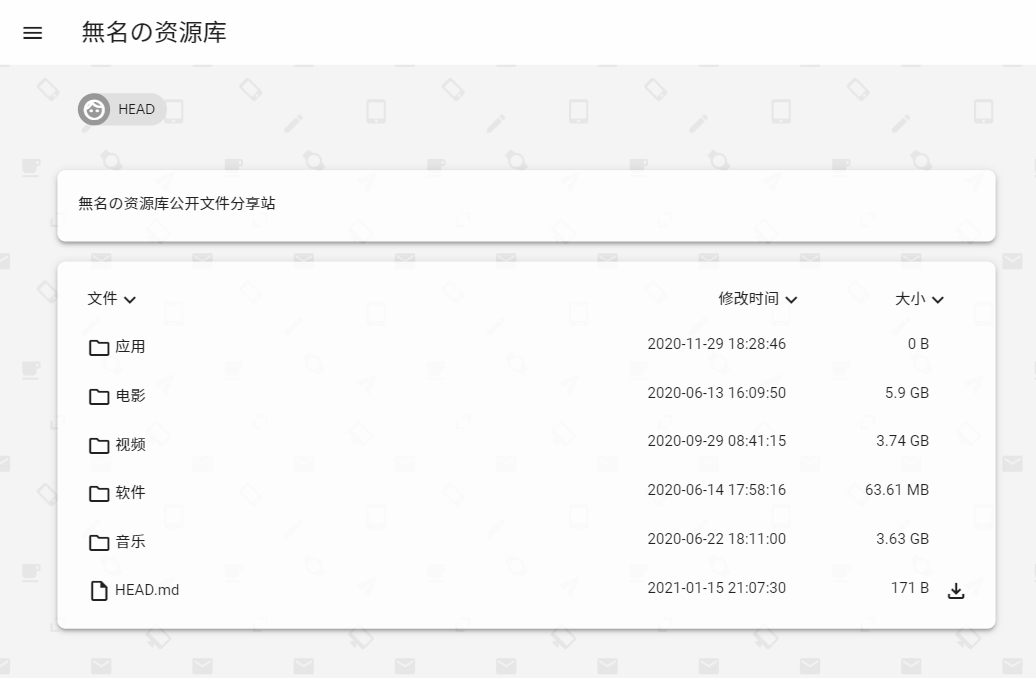 無名の资源库
HEAD
無名の资源库公开文件分享站
文件 修改时间 大小
应用 2020-11-29 18:28:46 0 B
电影 2020-06-13 16:09:50 5.9 GB
视频 2020-09-29 08:41:15 3.74 GB
软件 2020-06-14 17:58:16 63.61 MB
音乐 2020-06-22 18:11:00 3.63 GB
HEAD.md 2021-01-15 21:07:30 171 B